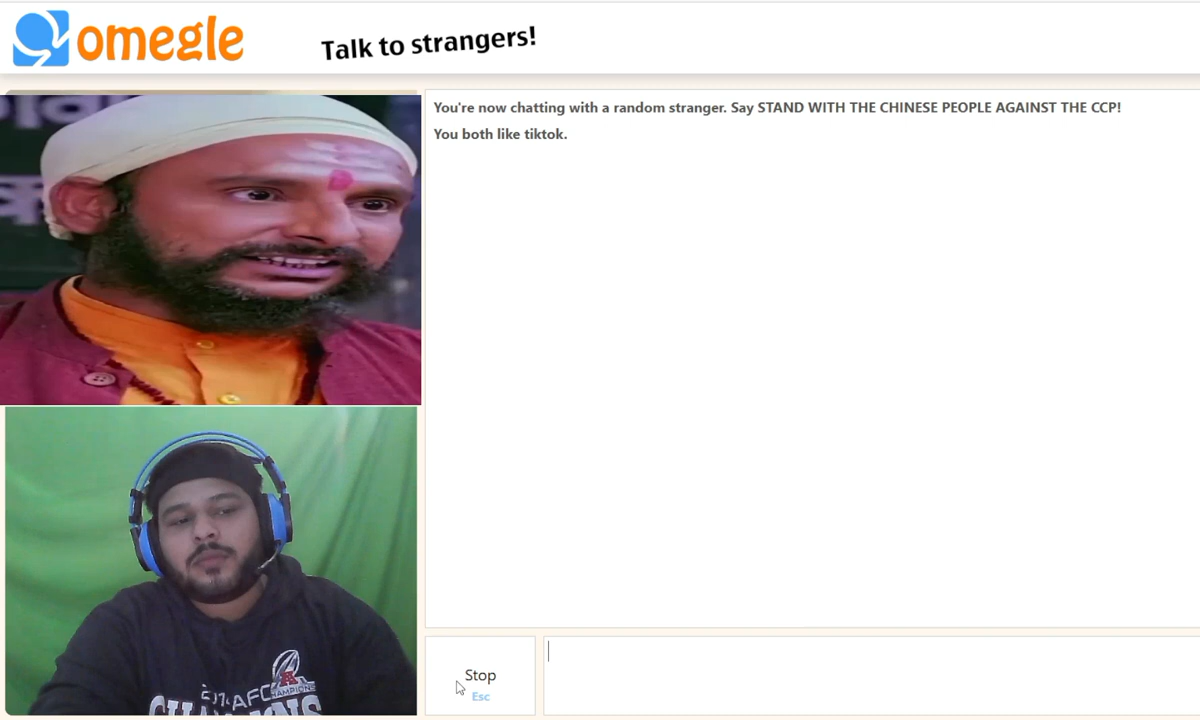 omegle
Talk to strangers!
You're now chatting with a random stranger. Say STAND WITH THE CHINESE PEOPLE AGAINST THE CCP!
You both like tiktok.
CHAMPIONS
Stop
Esc